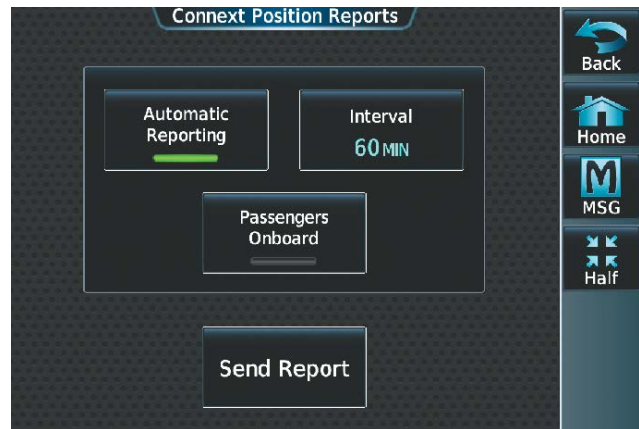 Connext Position Reports
Back
Automatic
Reporting
Interval
60 MIN
Home
MSG
Passengers
Onboard
Half
Send Report